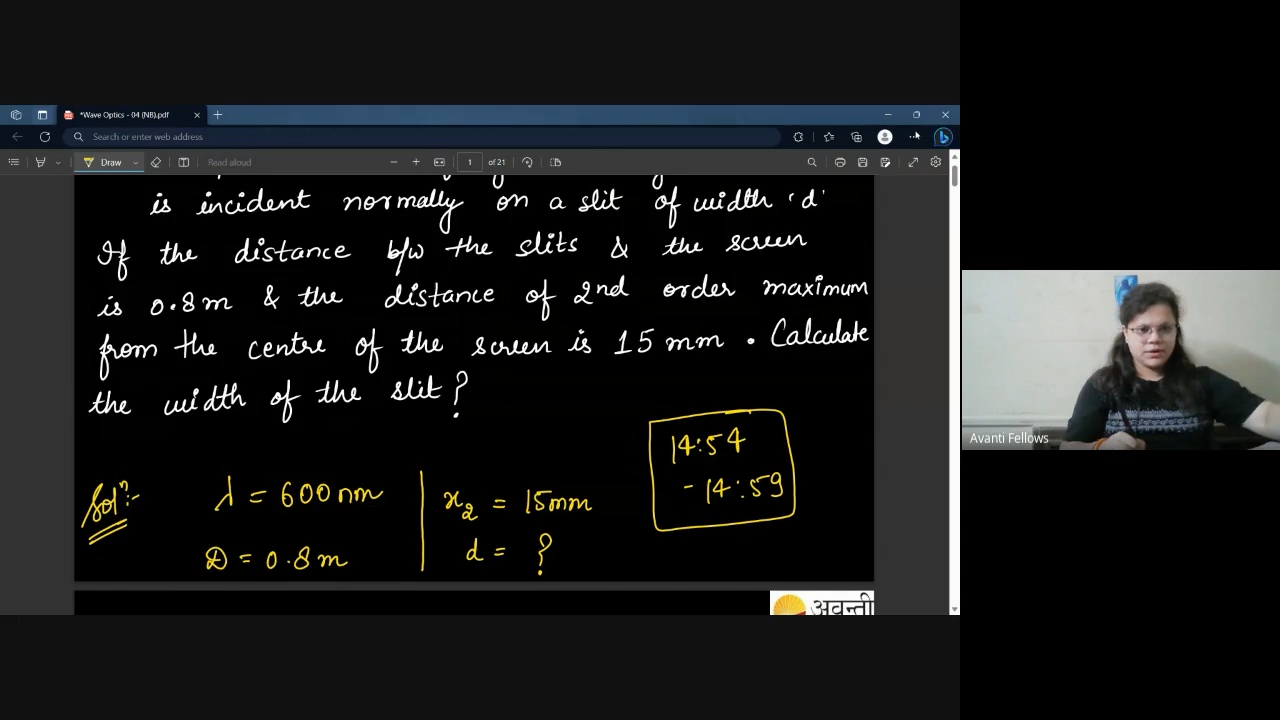 *Wave Optics - 04 (NB).pdf
Search or enter web address
Draw
Read aloud
1 of 21
is incident normally on a slit of width 'd'
If the distance b/w the slits & the screen
is 0.8m & the distance of 2nd order maximum
from the centre of the screen is 15 mm. Calculate
the width of the slit?
14:54
- 14:59
Solⁿ:-
λ = 600 nm
D = 0.8 m
x₂ = 15mm
d = ?
अवन्ती
Avanti Fellows